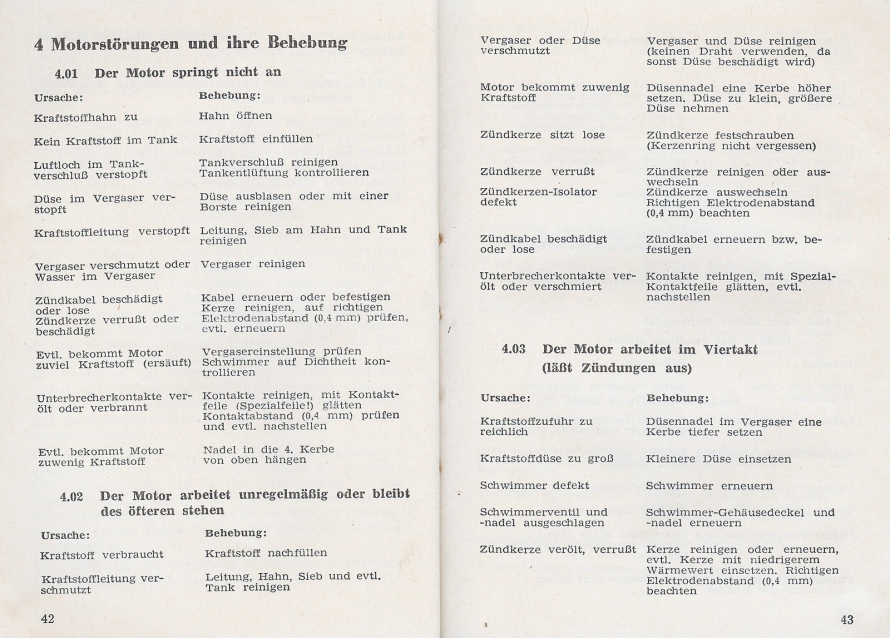 4 Motorstörungen und ihre Behebung
4.01 Der Motor springt nicht an
Ursache: Behebung:
Kraftstoffhahn zu Hahn öffnen
Kein Kraftstoff im Tank Kraftstoff einfüllen
Luftloch im Tank- Tankverschluß reinigen
verschluß verstopft Tankentlüftung kontrollieren
Düse im Vergaser ver- Düse ausblasen oder mit einer
stopft Borste reinigen
Kraftstoffleitung verstopft Leitung, Sieb am Hahn und Tank
reinigen
Vergaser verschmutzt oder Vergaser reinigen
Wasser im Vergaser
Zündkabel beschädigt Kabel erneuern oder befestigen
oder lose Kerze reinigen, auf richtigen
Zündkerze verrußt oder Elektrodenabstand (0,4 mm) prüfen,
beschädigt evtl. erneuern
Evtl. bekommt Motor Vergasereinstellung prüfen
zuviel Kraftstoff (ersäuft) Schwimmer auf Dichtheit kon-
trollieren
Unterbrecherkontakte ver- Kontakte reinigen, mit Kontakt-
ölt oder verbrannt feile (Spezialfeile!) glätten
Kontaktabstand (0,4 mm) prüfen
und evtl. nachstellen
Evtl. bekommt Motor Nadel in die 4. Kerbe
zuwenig Kraftstoff von oben hängen
4.02 Der Motor arbeitet unregelmäßig oder bleibt
des öfteren stehen
Ursache: Behebung:
Kraftstoff verbraucht Kraftstoff nachfüllen
Kraftstoffleitung ver- Leitung, Hahn, Sieb und evtl.
schmutzt Tank reinigen
42
Vergaser oder Düse Vergaser und Düse reinigen
verschmutzt (keinen Draht verwenden, da
sonst Düse beschädigt wird)
Motor bekommt zuwenig Düsennadel eine Kerbe höher
Kraftstoff setzen. Düse zu klein, größere
Düse nehmen
Zündkerze sitzt lose Zündkerze festschrauben
(Kerzenring nicht vergessen)
Zündkerze verrußt Zündkerze reinigen oder aus-
wechseln
Zündkerzen-Isolator Zündkerze auswechseln
defekt Richtigen Elektrodenabstand
(0,4 mm) beachten
Zündkabel beschädigt Zündkabel erneuern bzw. be-
oder lose festigen
Unterbrecherkontakte ver- Kontakte reinigen, mit Spezial-
ölt oder verschmiert Kontaktfeile glätten, evtl.
nachstellen
4.03 Der Motor arbeitet im Viertakt
(läßt Zündungen aus)
Ursache: Behebung:
Kraftstoffzufuhr zu Düsennadel im Vergaser eine
reichlich Kerbe tiefer setzen
Kraftstoffdüse zu groß Kleinere Düse einsetzen
Schwimmer defekt Schwimmer erneuern
Schwimmerventil und Schwimmer-Gehäusedeckel und
-nadel ausgeschlagen -nadel erneuern
Zündkerze verölt, verrußt Kerze reinigen oder erneuern,
evtl. Kerze mit niedrigerem
Wärmewert einsetzen. Richtigen
Elektrodenabstand (0,4 mm)
beachten
43